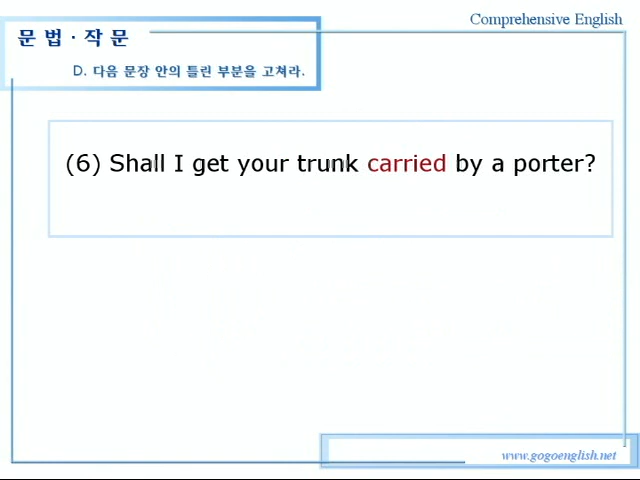 Comprehensive English
문 법 · 작 문
D. 다음 문장 안의 틀린 부분을 고쳐라.
(6) Shall I get your trunk carried by a porter?
www.gogoenglish.net